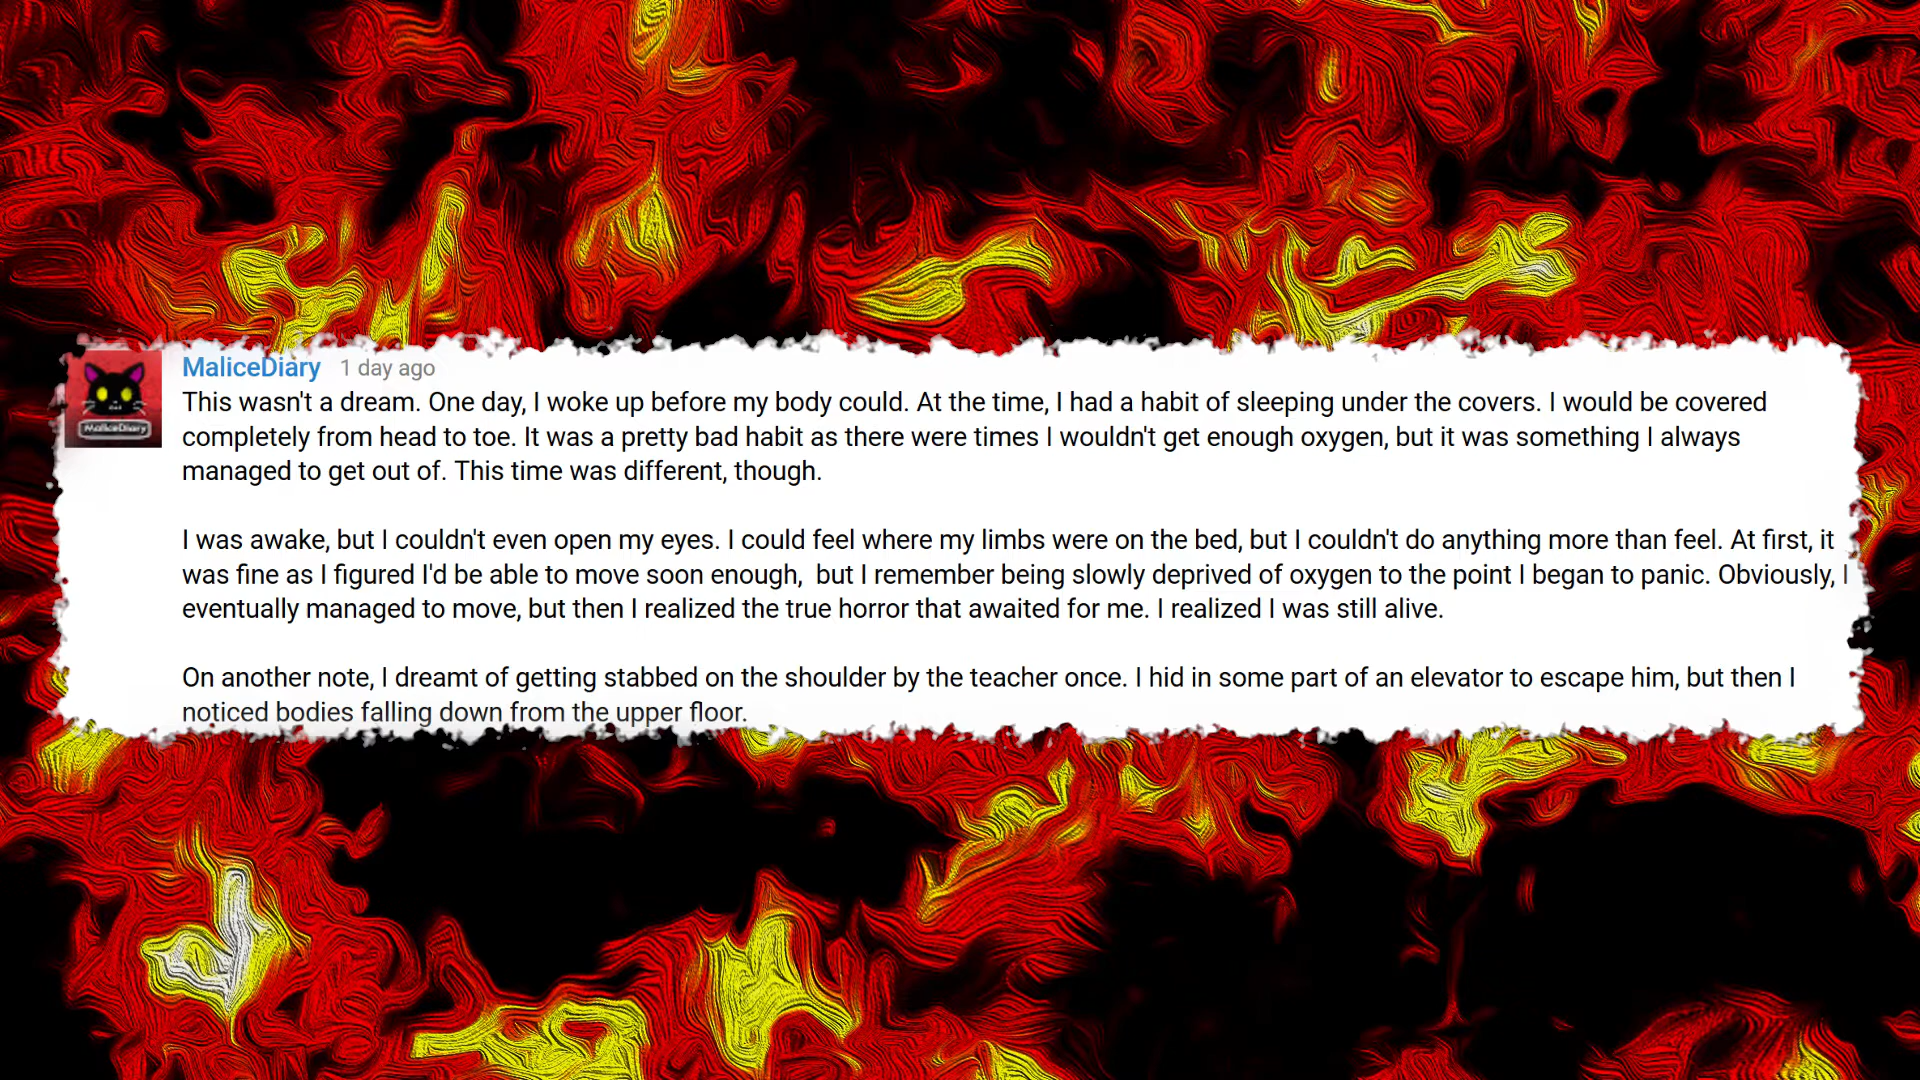 MaliceDiary 1 day ago
This wasn't a dream. One day, I woke up before my body could. At the time, I had a habit of sleeping under the covers. I would be covered
completely from head to toe. It was a pretty bad habit as there were times I wouldn't get enough oxygen, but it was something I always
managed to get out of. This time was different, though.
I was awake, but I couldn't even open my eyes. I could feel where my limbs were on the bed, but I couldn't do anything more than feel. At first, it
was fine as I figured I'd be able to move soon enough,  but I remember being slowly deprived of oxygen to the point I began to panic. Obviously, I
eventually managed to move, but then I realized the true horror that awaited for me. I realized I was still alive.
On another note, I dreamt of getting stabbed on the shoulder by the teacher once. I hid in some part of an elevator to escape him, but then I
noticed bodies falling down from the upper floor.
MaliceDiary